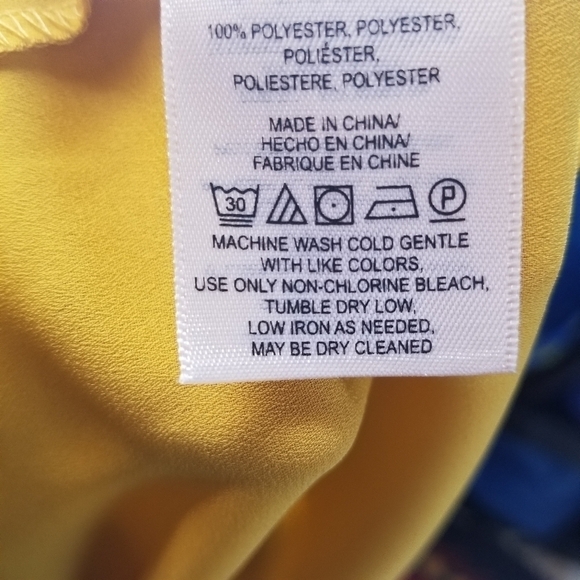 100% POLYESTER, POLYESTER,
POLIÉSTER,
POLIESTERE, POLYESTER
MADE IN CHINA/
HECHO EN CHINA/
FABRIQUE EN CHINE
30 P
MACHINE WASH COLD GENTLE
WITH LIKE COLORS,
USE ONLY NON-CHLORINE BLEACH,
TUMBLE DRY LOW,
LOW IRON AS NEEDED,
MAY BE DRY CLEANED